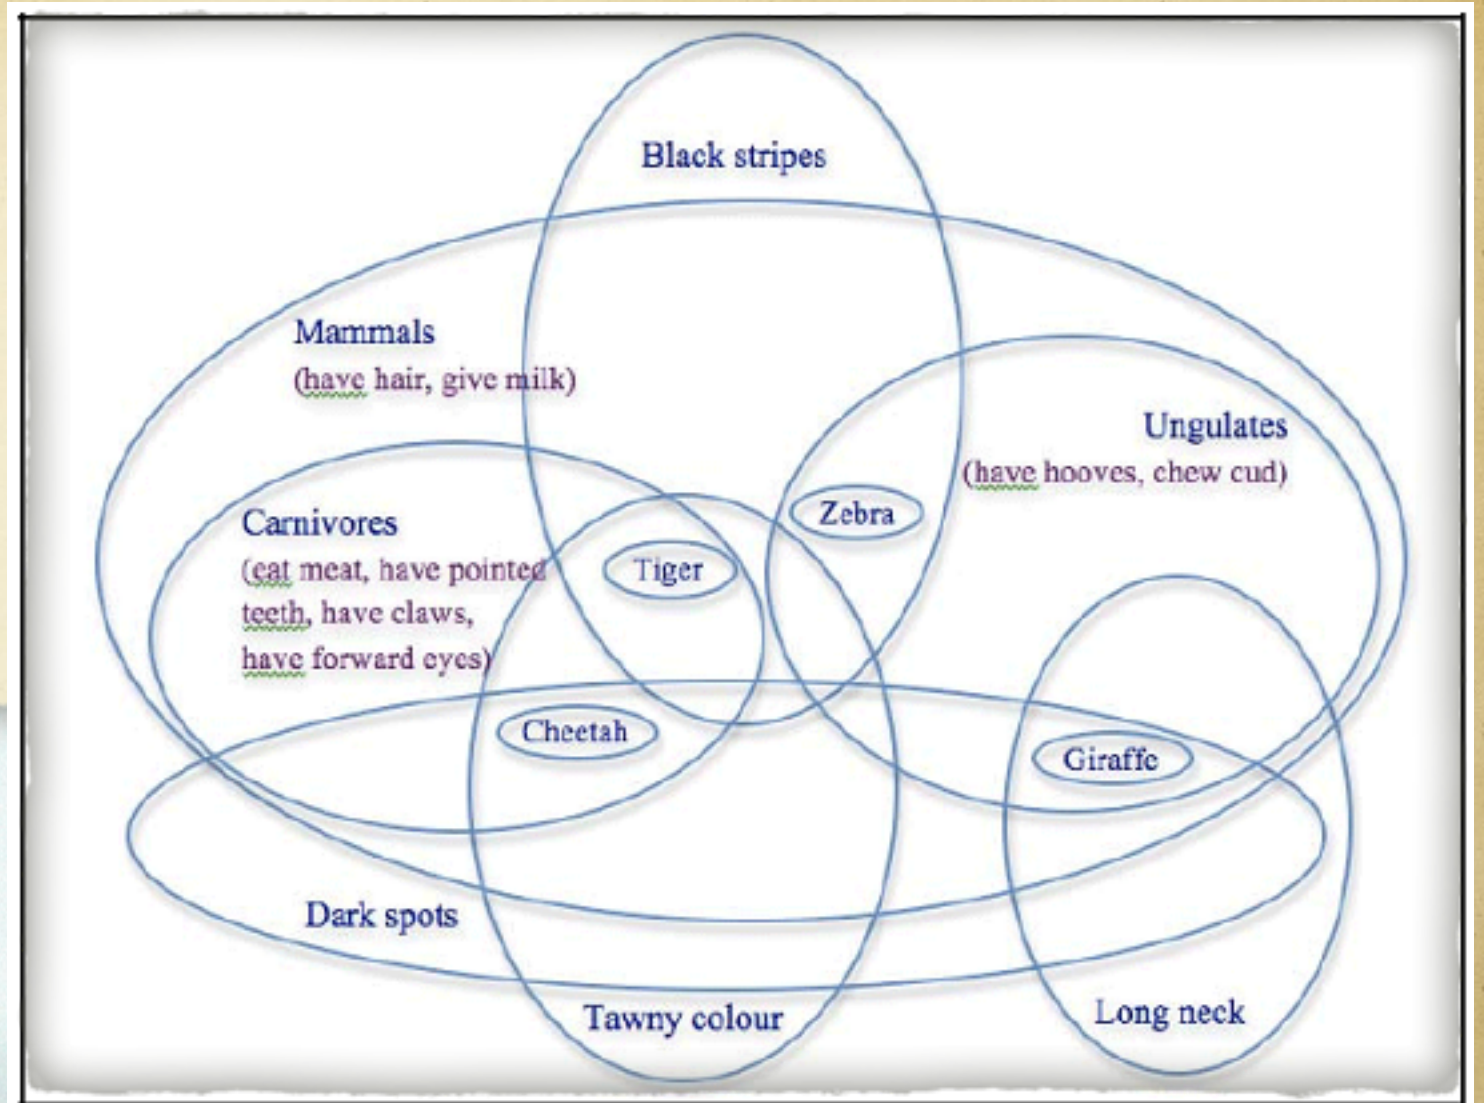 Black stripes
Mammals
(have hair, give milk)
Ungulates
(have hooves, chew cud)
Carnivores
(eat meat, have pointed
teeth, have claws,
have forward eyes)
Zebra
Tiger
Cheetah
Giraffe
Dark spots
Tawny colour
Long neck